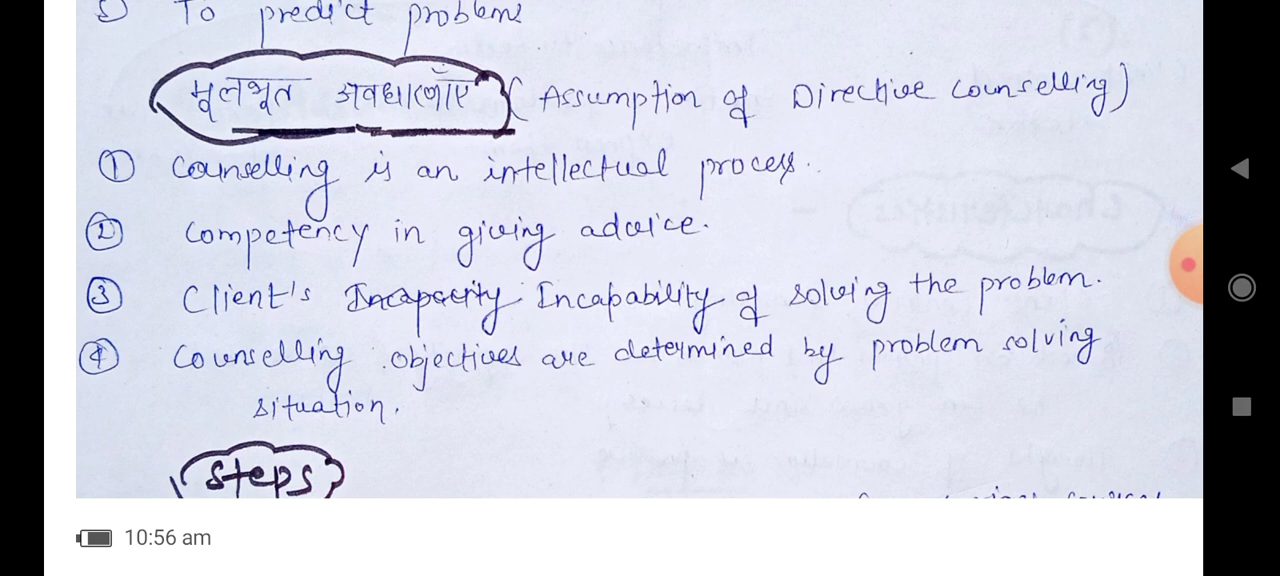 5) To predict problems
मूलभूत अवधारणाएँ ( Assumption of Directive counselling)
① Counselling is an intellectual process.
② Competency in giving advice.
③ Client's Incapacity Incapability of solving the problem.
④ Counselling objectives are determined by problem solving
situation.
Steps
10:56 am